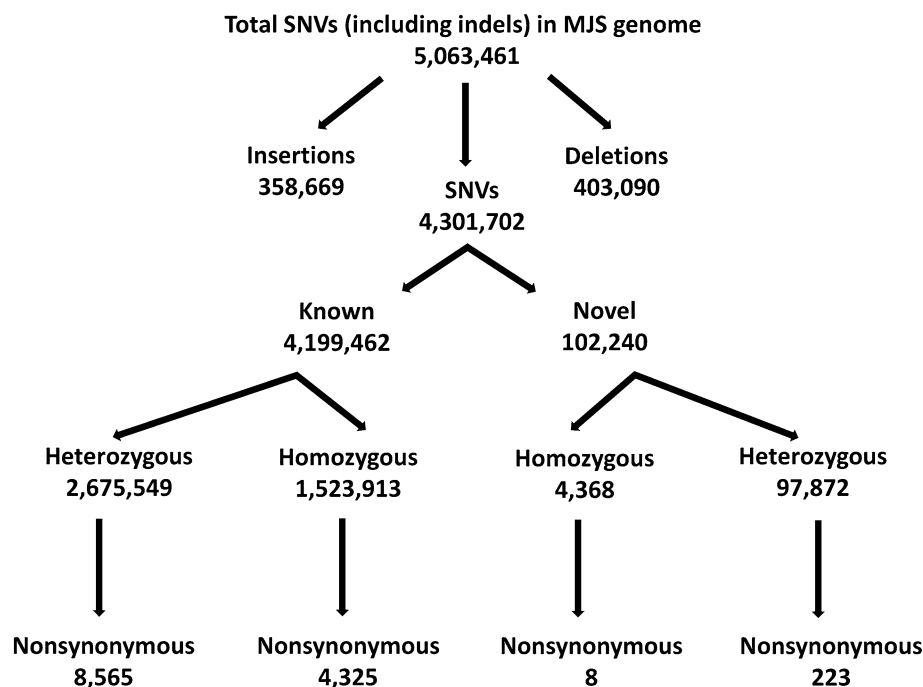 Total SNVs (including indels) in MJS genome
5,063,461
Insertions
358,669
Deletions
403,090
SNVs
4,301,702
Known
4,199,462
Novel
102,240
Heterozygous
2,675,549
Homozygous
1,523,913
Homozygous
4,368
Heterozygous
97,872
Nonsynonymous
8,565
Nonsynonymous
4,325
Nonsynonymous
8
Nonsynonymous
223